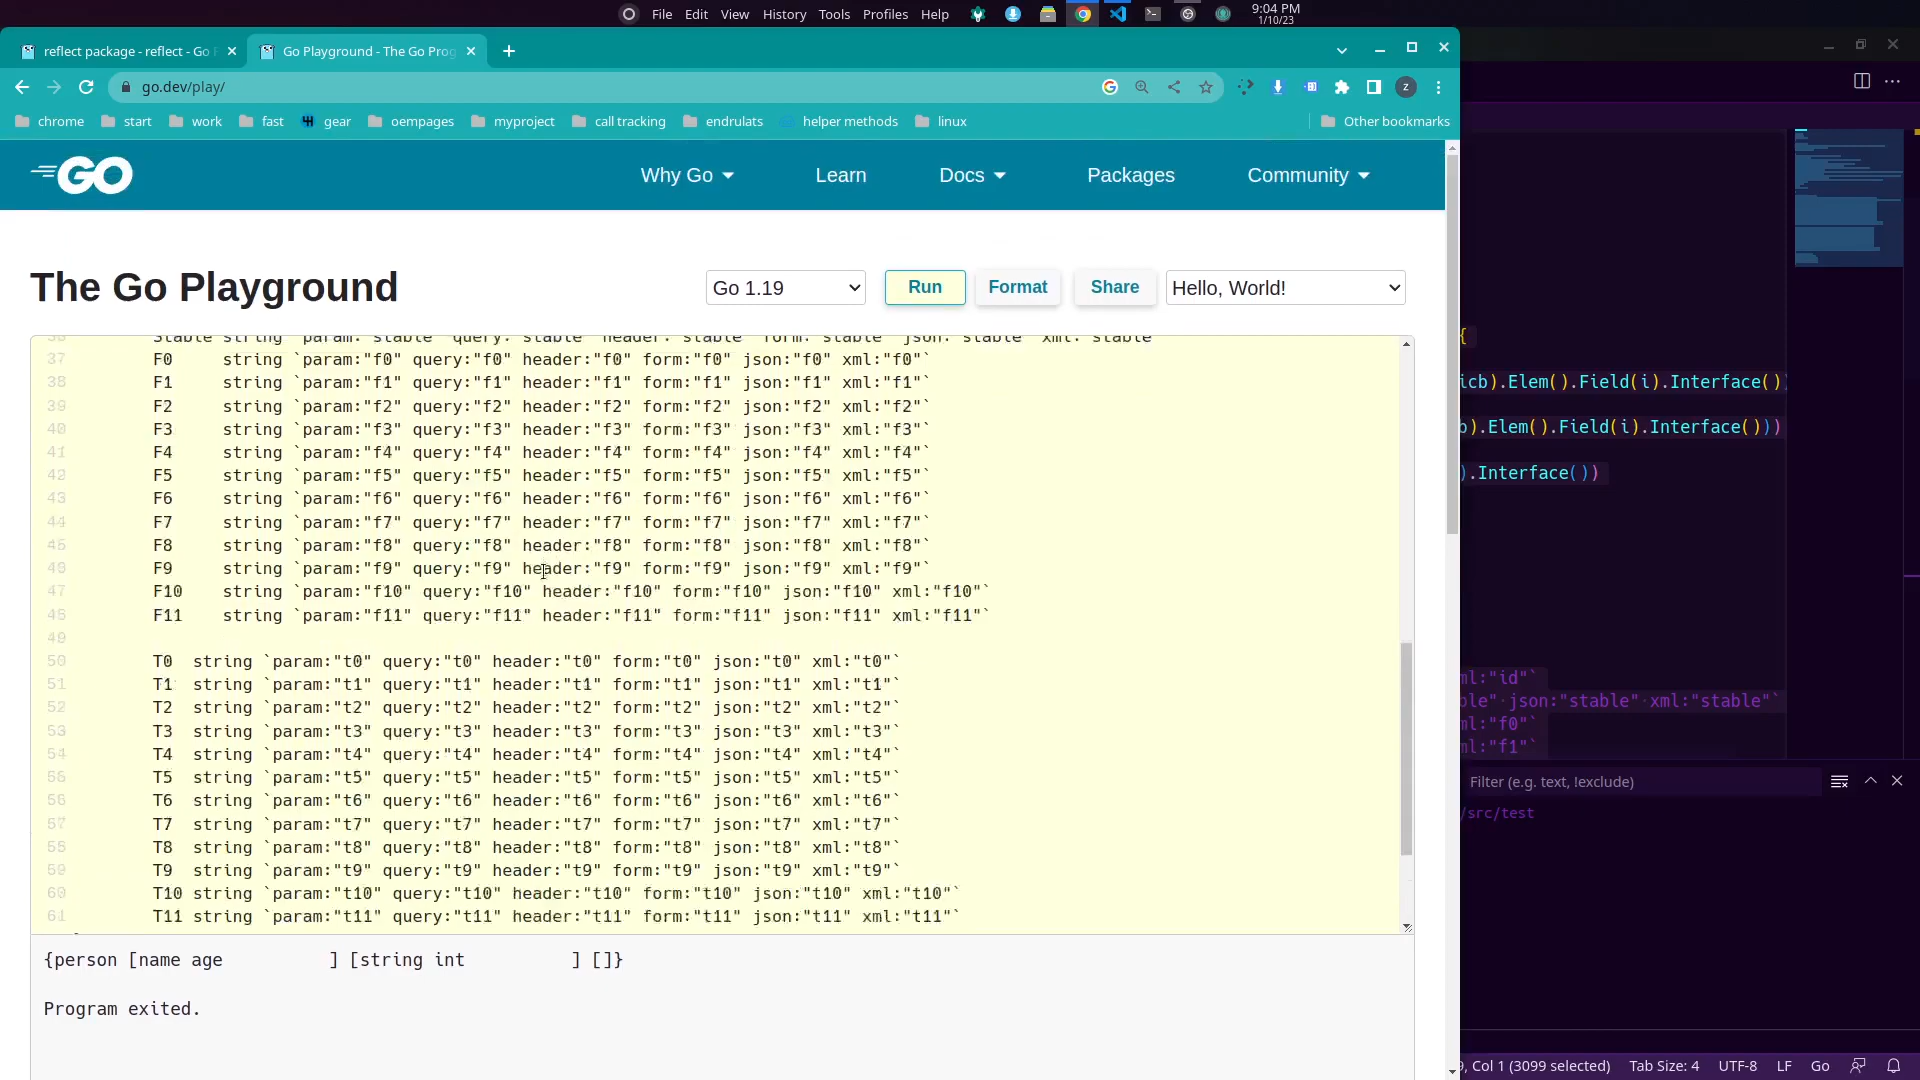 File Edit View History Tools Profiles Help
9:04 PM
1/10/23
reflect package - reflect - Go
Go Playground - The Go Prog
go.dev/play/
z
chrome start work fast gear oempages myproject call tracking endrulats helper methods linux Other bookmarks
GO
Why Go Learn Docs Packages Community
The Go Playground
Go 1.19 Run Format Share Hello, World!
36 Stable string `param:"stable" query:"stable" header:"stable" form:"stable" json:"stable" xml:"stable"`
37 F0 string `param:"f0" query:"f0" header:"f0" form:"f0" json:"f0" xml:"f0"`
38 F1 string `param:"f1" query:"f1" header:"f1" form:"f1" json:"f1" xml:"f1"`
39 F2 string `param:"f2" query:"f2" header:"f2" form:"f2" json:"f2" xml:"f2"`
40 F3 string `param:"f3" query:"f3" header:"f3" form:"f3" json:"f3" xml:"f3"`
41 F4 string `param:"f4" query:"f4" header:"f4" form:"f4" json:"f4" xml:"f4"`
42 F5 string `param:"f5" query:"f5" header:"f5" form:"f5" json:"f5" xml:"f5"`
43 F6 string `param:"f6" query:"f6" header:"f6" form:"f6" json:"f6" xml:"f6"`
44 F7 string `param:"f7" query:"f7" header:"f7" form:"f7" json:"f7" xml:"f7"`
45 F8 string `param:"f8" query:"f8" header:"f8" form:"f8" json:"f8" xml:"f8"`
46 F9 string `param:"f9" query:"f9" header:"f9" form:"f9" json:"f9" xml:"f9"`
47 F10 string `param:"f10" query:"f10" header:"f10" form:"f10" json:"f10" xml:"f10"`
48 F11 string `param:"f11" query:"f11" header:"f11" form:"f11" json:"f11" xml:"f11"`
49
50 T0 string `param:"t0" query:"t0" header:"t0" form:"t0" json:"t0" xml:"t0"`
51 T1 string `param:"t1" query:"t1" header:"t1" form:"t1" json:"t1" xml:"t1"`
52 T2 string `param:"t2" query:"t2" header:"t2" form:"t2" json:"t2" xml:"t2"`
53 T3 string `param:"t3" query:"t3" header:"t3" form:"t3" json:"t3" xml:"t3"`
54 T4 string `param:"t4" query:"t4" header:"t4" form:"t4" json:"t4" xml:"t4"`
55 T5 string `param:"t5" query:"t5" header:"t5" form:"t5" json:"t5" xml:"t5"`
56 T6 string `param:"t6" query:"t6" header:"t6" form:"t6" json:"t6" xml:"t6"`
57 T7 string `param:"t7" query:"t7" header:"t7" form:"t7" json:"t7" xml:"t7"`
58 T8 string `param:"t8" query:"t8" header:"t8" form:"t8" json:"t8" xml:"t8"`
59 T9 string `param:"t9" query:"t9" header:"t9" form:"t9" json:"t9" xml:"t9"`
60 T10 string `param:"t10" query:"t10" header:"t10" form:"t10" json:"t10" xml:"t10"`
61 T11 string `param:"t11" query:"t11" header:"t11" form:"t11" json:"t11" xml:"t11"`
{person [name age ] [string int ] []}
Program exited.
{
icb).Elem().Field(i).Interface()
b).Elem().Field(i).Interface()))
).Interface())
ml:"id"`
ble" json:"stable" xml:"stable"`
ml:"f0"`
ml:"f1"`
Filter (e.g. text, !exclude)
/src/test
9, Col 1 (3099 selected) Tab Size: 4 UTF-8 LF Go